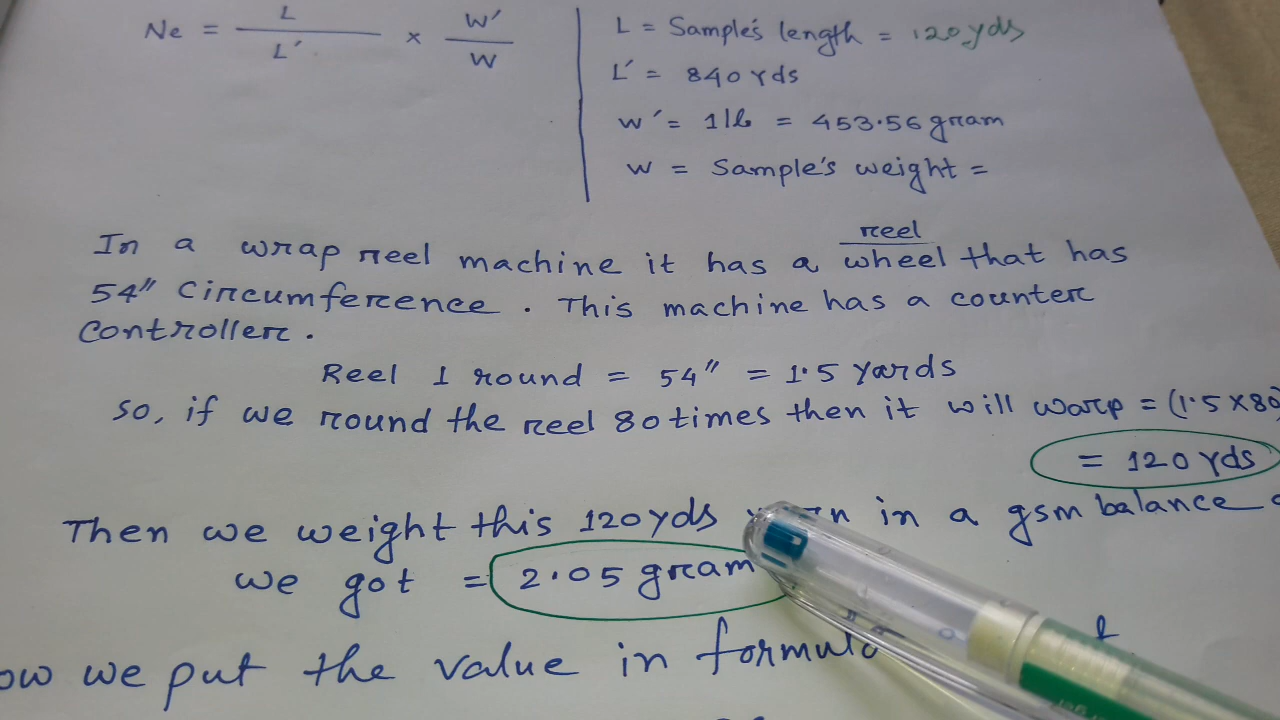 Ne = L / L' × W' / W
L = Sample's length = 120 yds
L' = 840 yds
W' = 1 lb = 453.56 gram
W = Sample's weight =
In a wrap reel machine it has a reel wheel that has
54" circumference. This machine has a counter
controller.
Reel 1 round = 54" = 1.5 yards
So, if we round the reel 80 times then it will warp = (1.5 × 80
= 120 yds
Then we weight this 120 yds in a gsm balance
we got = 2.05 gram
ow we put the value in formula